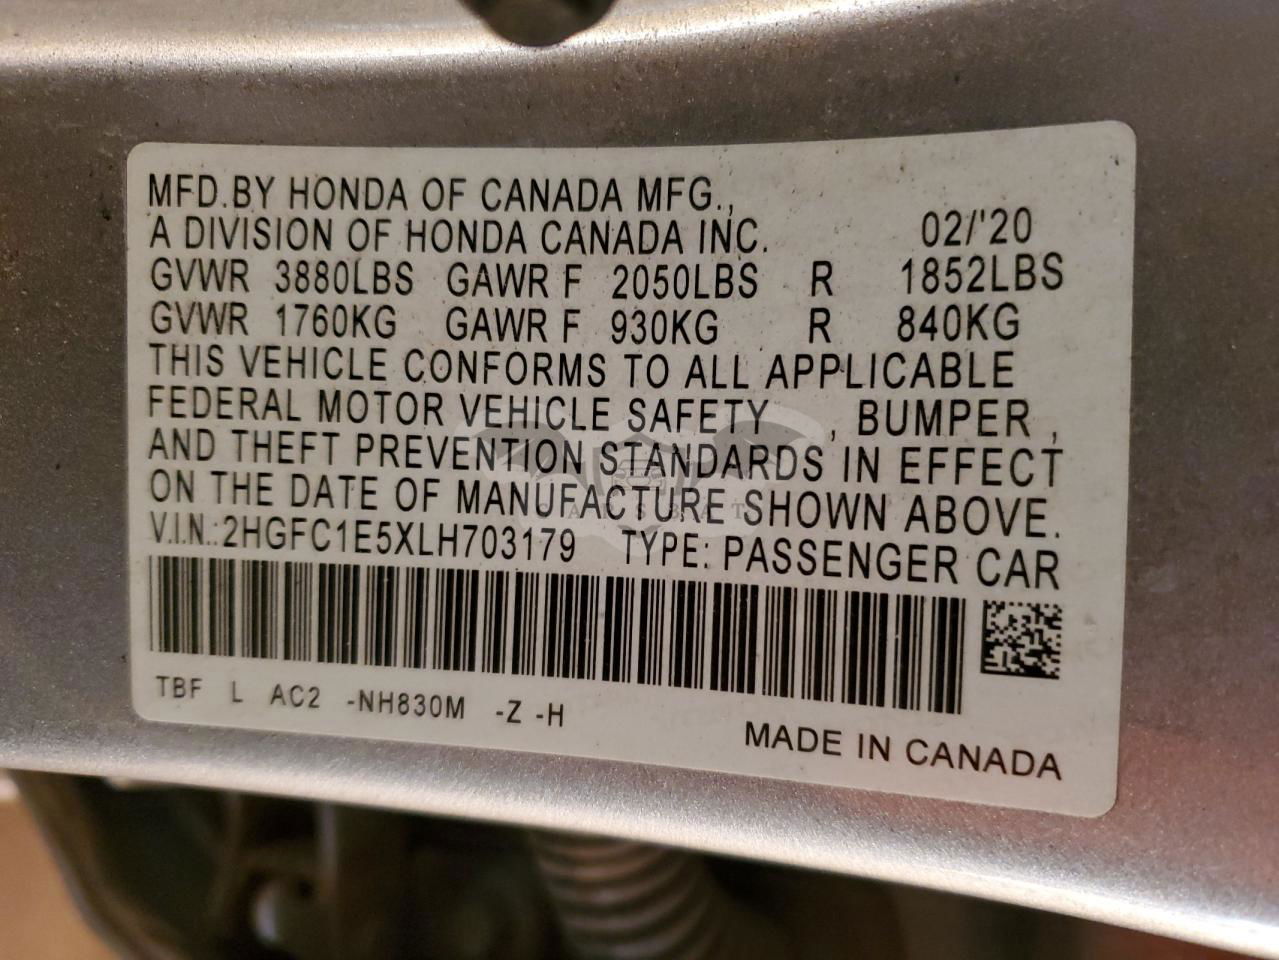 MFD.BY HONDA OF CANADA MFG.,
A DIVISION OF HONDA CANADA INC. 02/'20
GVWR 3880LBS GAWR F 2050LBS R 1852LBS
GVWR 1760KG GAWR F 930KG R 840KG
THIS VEHICLE CONFORMS TO ALL APPLICABLE
FEDERAL MOTOR VEHICLE SAFETY , BUMPER ,
AND THEFT PREVENTION STANDARDS IN EFFECT
ON THE DATE OF MANUFACTURE SHOWN ABOVE.
V.I.N.:2HGFC1E5XLH703179 TYPE: PASSENGER CAR
TBF L AC2 -NH830M -Z -H
MADE IN CANADA